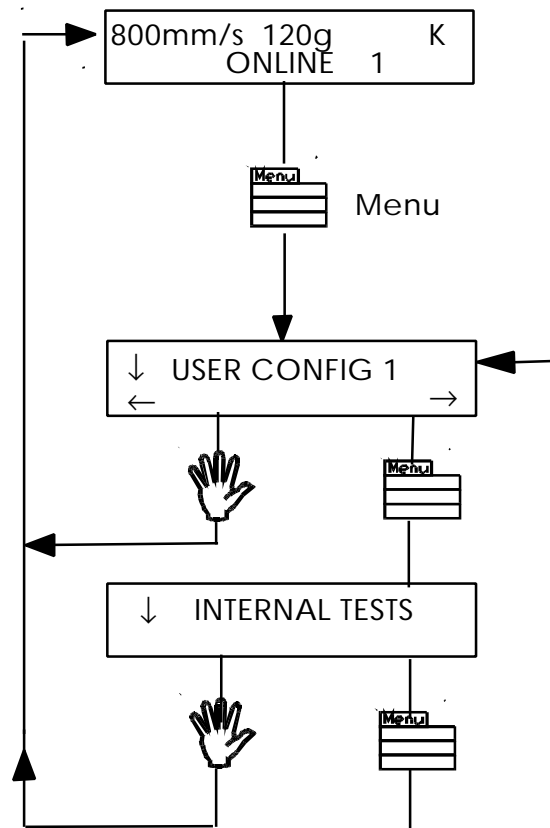 800mm/s 120g K
ONLINE 1
Menu
Menu
↓ USER CONFIG 1
← →
Menu
↓ INTERNAL TESTS
Menu